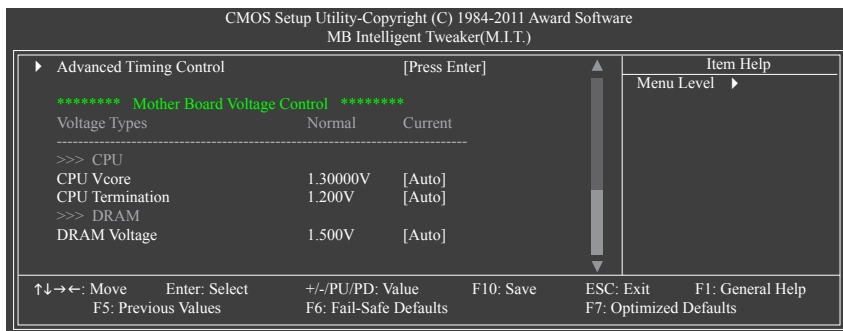 CMOS Setup Utility-Copyright (C) 1984-2011 Award Software
MB Intelligent Tweaker(M.I.T.)
Advanced Timing Control [Press Enter]
******** Mother Board Voltage Control ********
Voltage Types Normal Current
-----------------------------------------------------------------------------
>>> CPU
CPU Vcore 1.30000V [Auto]
CPU Termination 1.200V [Auto]
>>> DRAM
DRAM Voltage 1.500V [Auto]
Item Help
Menu Level
↑↓→←: Move Enter: Select +/-/PU/PD: Value F10: Save ESC: Exit F1: General Help
F5: Previous Values F6: Fail-Safe Defaults F7: Optimized Defaults